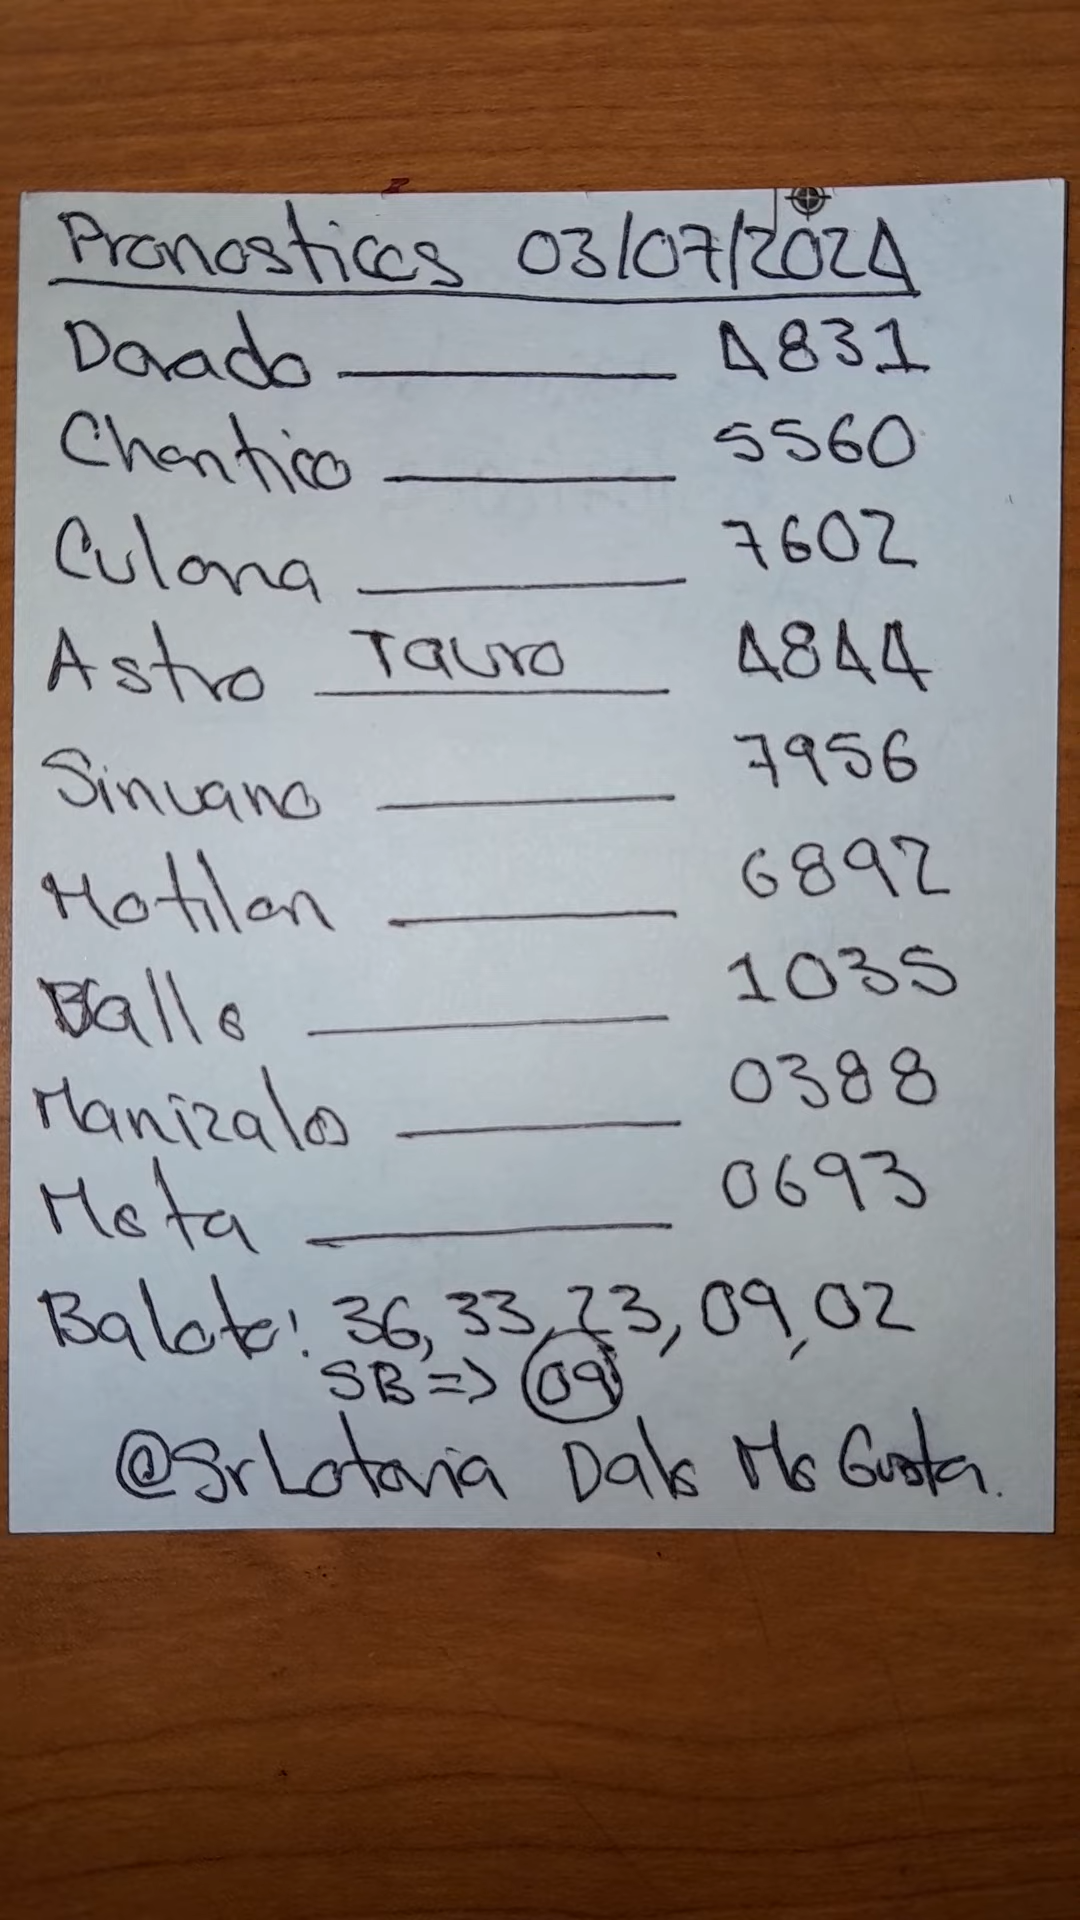 Pronosticos 03/07/2024
Dorado 4831
Chontico 5560
Culona 7602
Astro Tauro 4844
Sinuano 7956
Motilon 6892
Valle 1035
Manizales 0388
Meta 0693
Baloto: 36, 33, 23, 09, 02
SB => 09
@SrLoteria Dale Me Gusta.